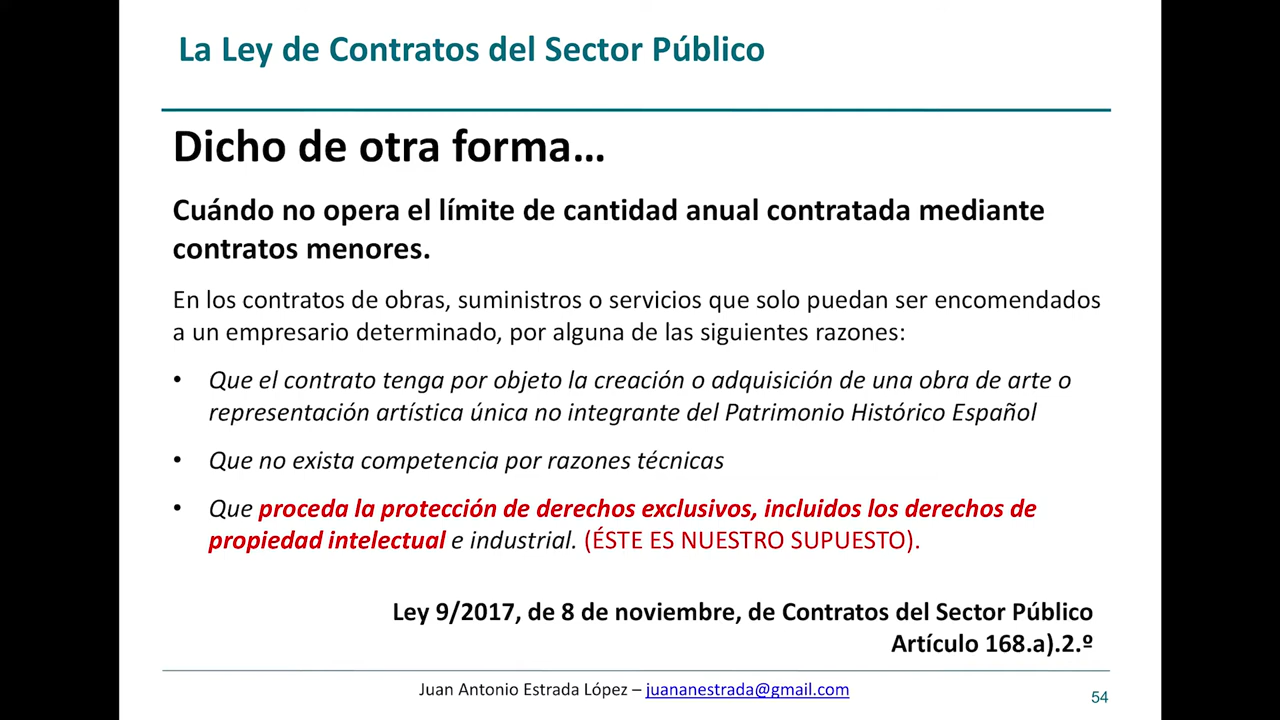 La Ley de Contratos del Sector Público
Dicho de otra forma…
Cuándo no opera el límite de cantidad anual contratada mediante
contratos menores.
En los contratos de obras, suministros o servicios que solo puedan ser encomendados
a un empresario determinado, por alguna de las siguientes razones:
• Que el contrato tenga por objeto la creación o adquisición de una obra de arte o
representación artística única no integrante del Patrimonio Histórico Español
• Que no exista competencia por razones técnicas
• Que proceda la protección de derechos exclusivos, incluidos los derechos de
propiedad intelectual e industrial. (ÉSTE ES NUESTRO SUPUESTO).
Ley 9/2017, de 8 de noviembre, de Contratos del Sector Público
Artículo 168.a).2.º
Juan Antonio Estrada López – juananestrada@gmail.com
54